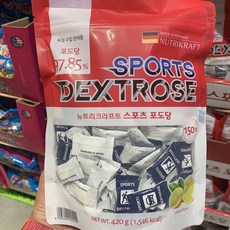 NUTRIKRAFT
포도당
97.85%
SPORTS
DEXTROSE
뉴트리크라프트 스포츠 포도당
150
SPORTS
NET WT. 420 g (1,546 kcal)